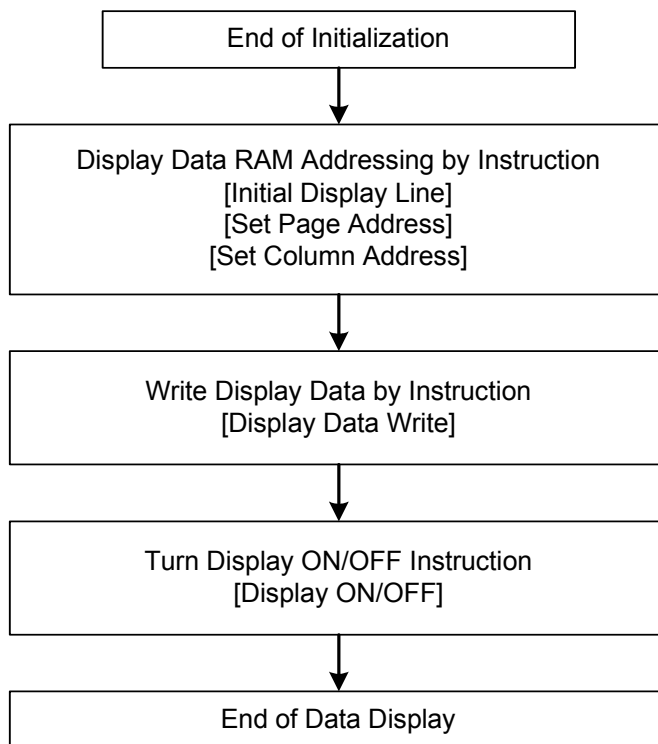 End of Initialization
Display Data RAM Addressing by Instruction
[Initial Display Line]
[Set Page Address]
[Set Column Address]
Write Display Data by Instruction
[Display Data Write]
Turn Display ON/OFF Instruction
[Display ON/OFF]
End of Data Display